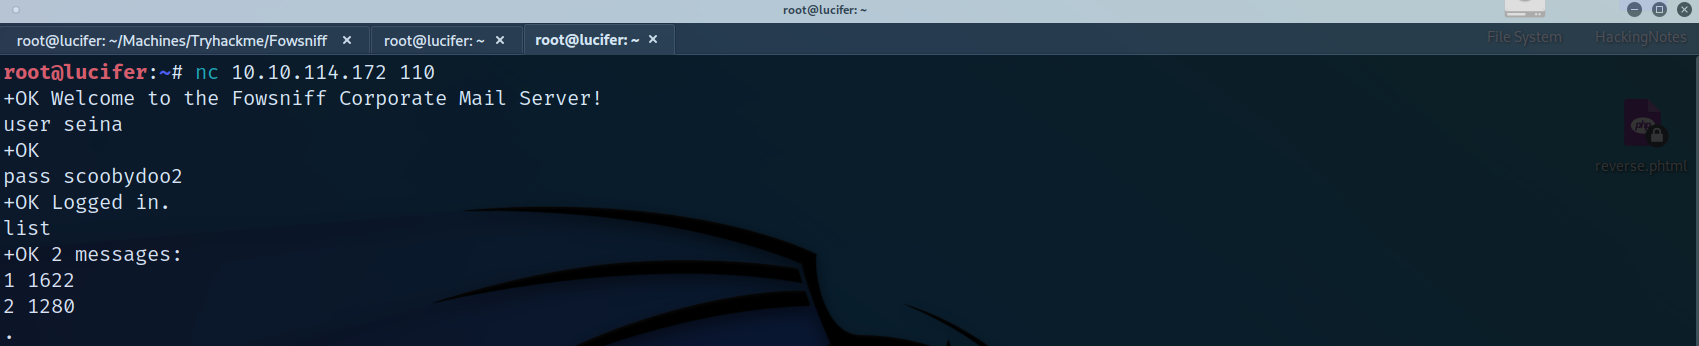 root@lucifer: ~
root@lucifer: ~/Machines/Tryhackme/Fowsniff × root@lucifer: ~ × root@lucifer: ~ ×
File System HackingNotes
root@lucifer:~# nc 10.10.114.172 110
+OK Welcome to the Fowsniff Corporate Mail Server!
user seina
+OK
pass scoobydoo2
+OK Logged in.
list
+OK 2 messages:
1 1622
2 1280
.
php
reverse.phtml